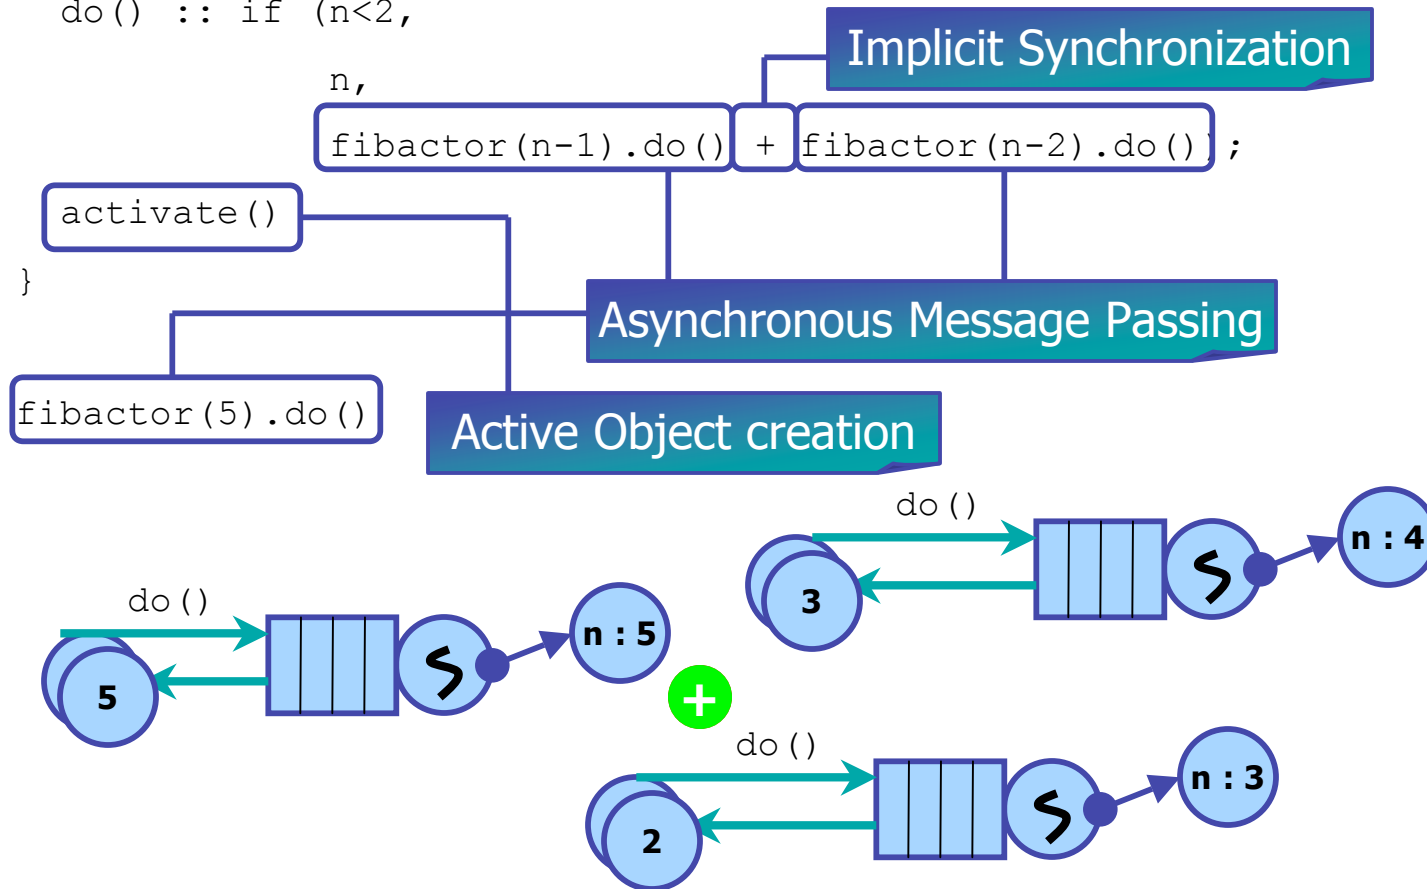 do() :: if (n<2,
Implicit Synchronization
n,
fibactor(n-1).do() + fibactor(n-2).do());
activate()
}
Asynchronous Message Passing
fibactor(5).do()
Active Object creation
do()
n : 4
3
do()
n : 5
5
+
do()
n : 3
2